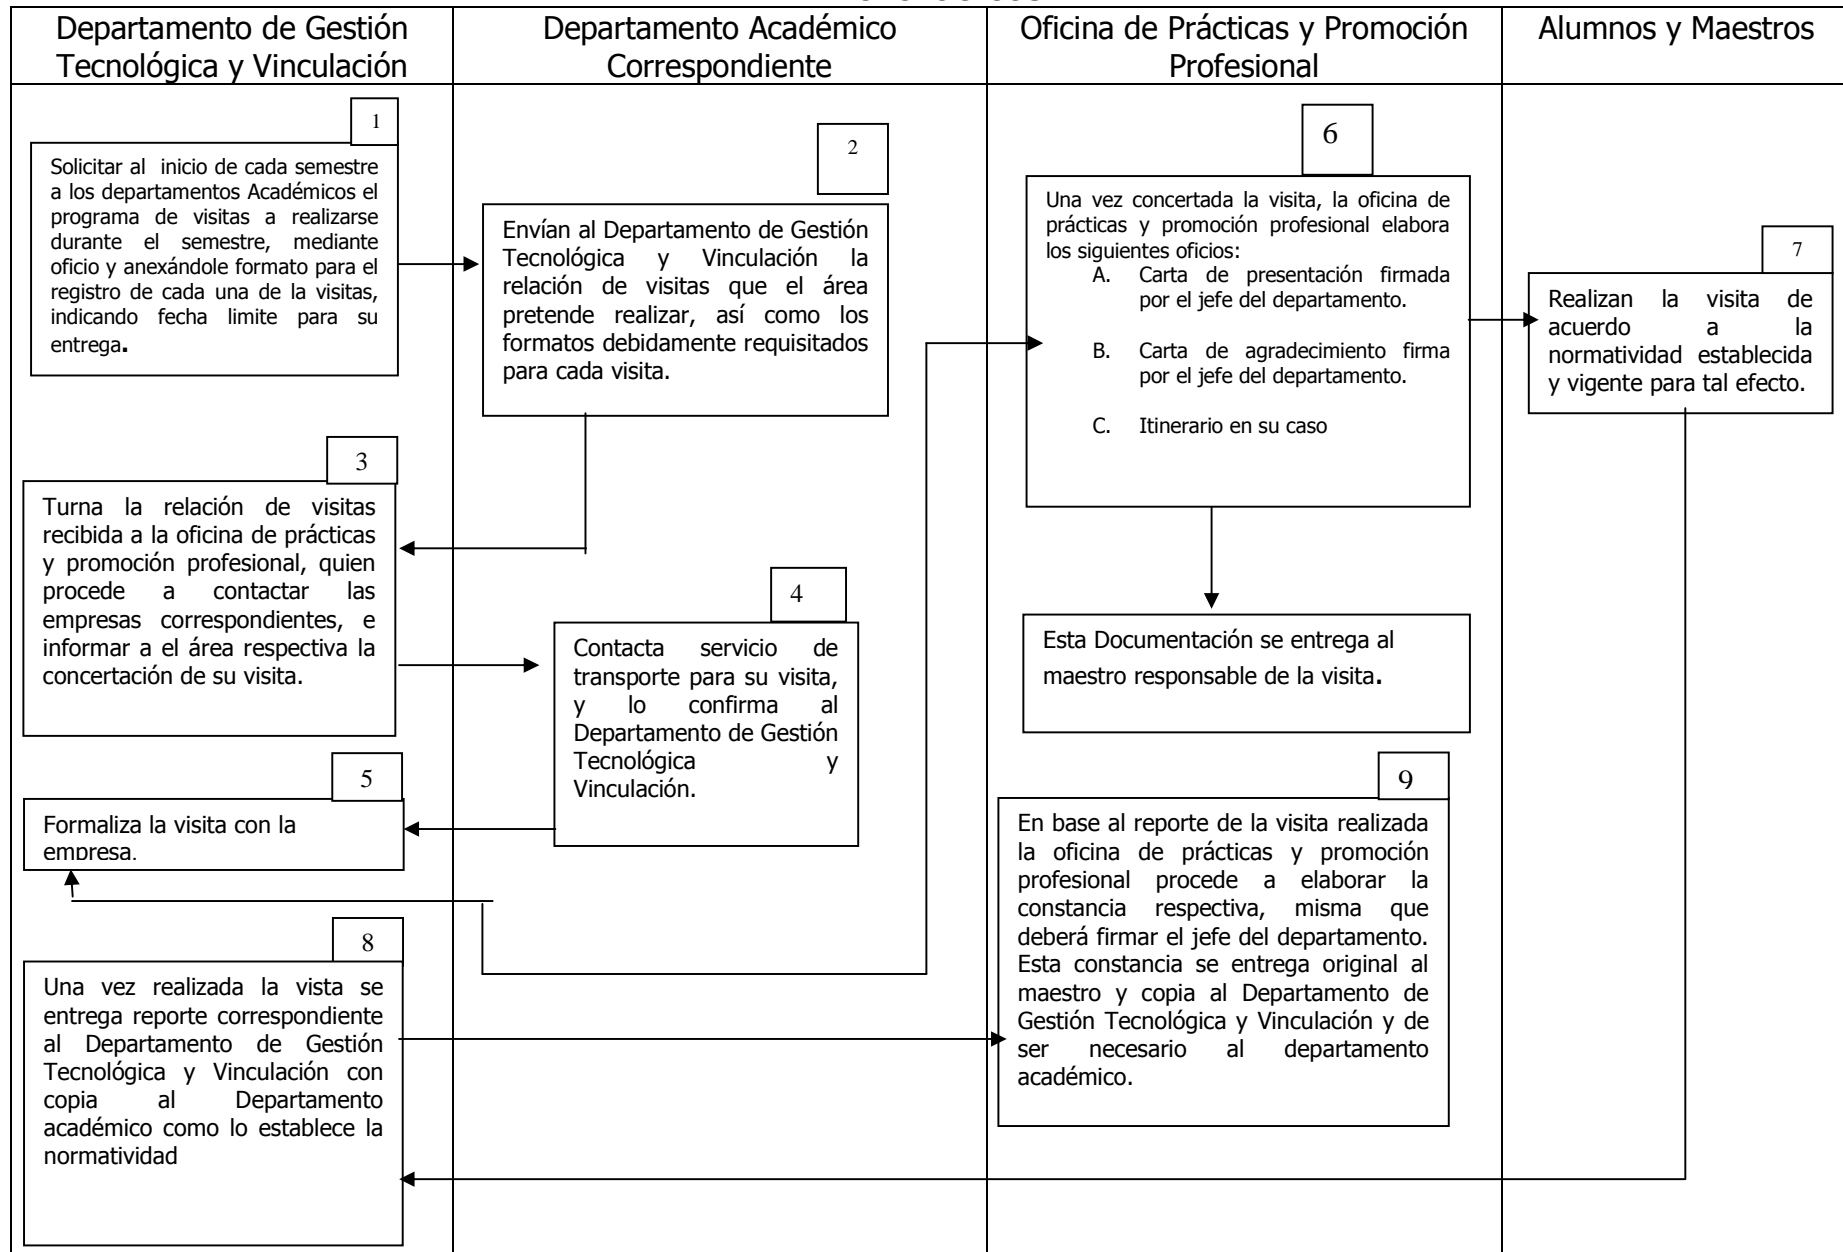 Departamento de Gestión
Tecnológica y Vinculación
Departamento Académico
Correspondiente
Oficina de Prácticas y Promoción
Profesional
Alumnos y Maestros
1
Solicitar al inicio de cada semestre
a los departamentos Académicos el
programa de visitas a realizarse
durante el semestre, mediante
oficio y anexándole formato para el
registro de cada una de la visitas,
indicando fecha limite para su
entrega.
2
Envían al Departamento de Gestión
Tecnológica y Vinculación la
relación de visitas que el área
pretende realizar, así como los
formatos debidamente requisitados
para cada visita.
3
Turna la relación de visitas
recibida a la oficina de prácticas
y promoción profesional, quien
procede a contactar las
empresas correspondientes, e
informar a el área respectiva la
concertación de su visita.
4
Contacta servicio de
transporte para su visita,
y lo confirma al
Departamento de Gestión
Tecnológica y
Vinculación.
5
Formaliza la visita con la
empresa.
6
Una vez concertada la visita, la oficina de
prácticas y promoción profesional elabora
los siguientes oficios:
A. Carta de presentación firmada
por el jefe del departamento.
B. Carta de agradecimiento firma
por el jefe del departamento.
C. Itinerario en su caso
Esta Documentación se entrega al
maestro responsable de la visita.
7
Realizan la visita de
acuerdo a la
normatividad establecida
y vigente para tal efecto.
8
Una vez realizada la vista se
entrega reporte correspondiente
al Departamento de Gestión
Tecnológica y Vinculación con
copia al Departamento
académico como lo establece la
normatividad
9
En base al reporte de la visita realizada
la oficina de prácticas y promoción
profesional procede a elaborar la
constancia respectiva, misma que
deberá firmar el jefe del departamento.
Esta constancia se entrega original al
maestro y copia al Departamento de
Gestión Tecnológica y Vinculación y de
ser necesario al departamento
académico.